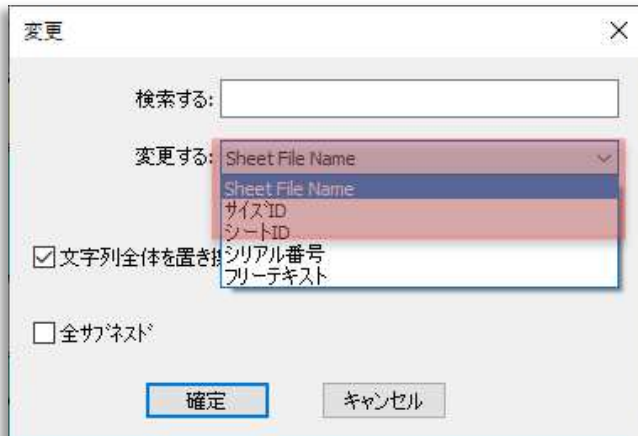 変更
検索する:
変更する: Sheet File Name
Sheet File Name
サイズID
シートID
シリアル番号
フリーテキスト
文字列全体を置き
全サブネスト
確定 キャンセル